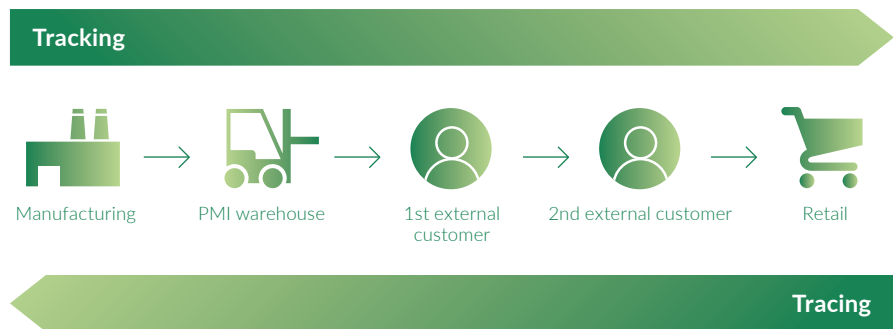 Tracking
Manufacturing
PMI warehouse
1st external
customer
2nd external customer
Retail
Tracing